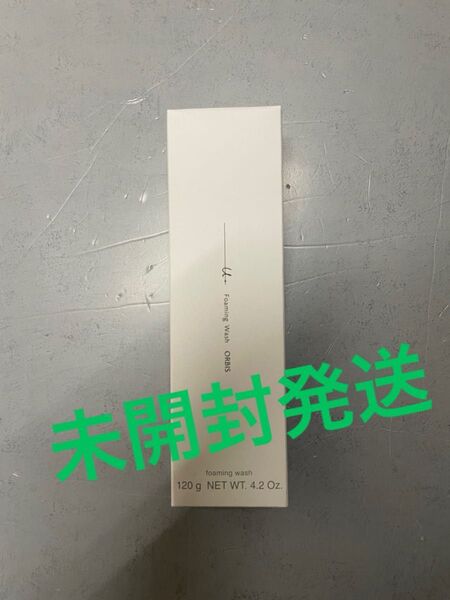 u.
Foaming Wash ORBIS
未開封発送
foaming wash
120 g NET WT. 4.2 Oz.